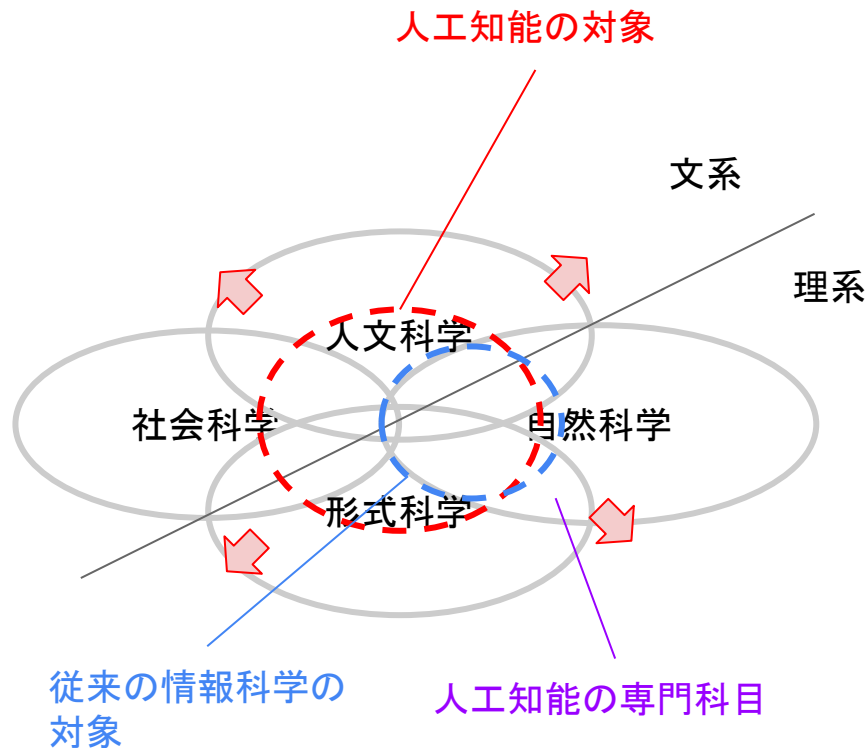 人工知能の対象
文系
理系
人文科学
社会科学
自然科学
形式科学
従来の情報科学の
対象
人工知能の専門科目